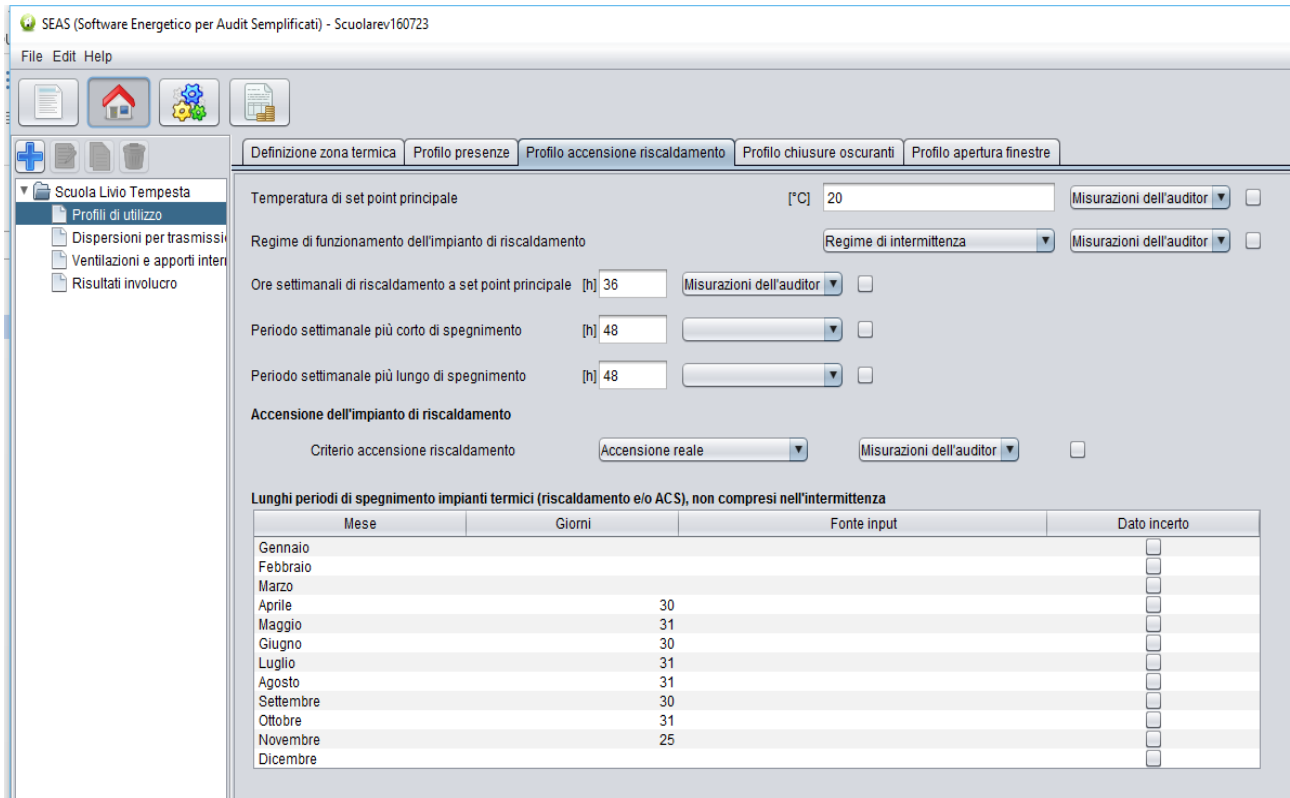 SEAS (Software Energetico per Audit Semplificati) - Scuolarev160723
File Edit Help
Definizione zona termica Profilo presenze Profilo accensione riscaldamento Profilo chiusure oscuranti Profilo apertura finestre
Scuola Livio Tempesta
Profili di utilizzo
Dispersioni per trasmissi
Ventilazioni e apporti inter
Risultati involucro
Temperatura di set point principale [°C] 20 Misurazioni dell'auditor
Regime di funzionamento dell'impianto di riscaldamento Regime di intermittenza Misurazioni dell'auditor
Ore settimanali di riscaldamento a set point principale [h] 36 Misurazioni dell'auditor
Periodo settimanale più corto di spegnimento [h] 48
Periodo settimanale più lungo di spegnimento [h] 48
Accensione dell'impianto di riscaldamento
Criterio accensione riscaldamento Accensione reale Misurazioni dell'auditor
Lunghi periodi di spegnimento impianti termici (riscaldamento e/o ACS), non compresi nell'intermittenza
Mese Giorni Fonte input Dato incerto
Gennaio
Febbraio
Marzo
Aprile 30
Maggio 31
Giugno 30
Luglio 31
Agosto 31
Settembre 30
Ottobre 31
Novembre 25
Dicembre